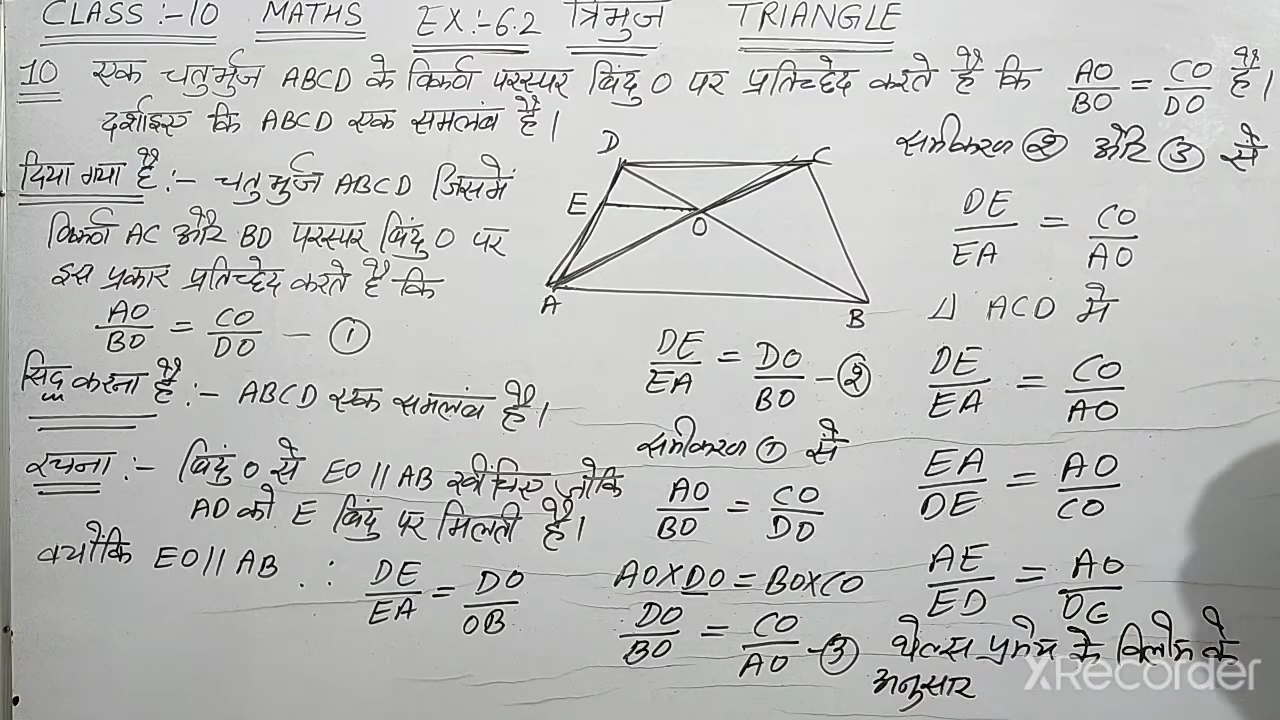 CLASS :- 10 MATHS EX :- 6.2 त्रिभुज TRIANGLE
10 एक चतुर्भुज ABCD के विकर्ण परस्पर बिंदु O पर प्रतिच्छेद करते है कि AO/BO = CO/DO है।
दर्शाइए कि ABCD एक समलंब है।
दिया गया है :- चतुर्भुज ABCD जिसमें
विकर्ण AC और BD परस्पर बिंदु O पर
इस प्रकार प्रतिच्छेद करते है कि
AO/BO = CO/DO — ①
सिद्ध करना है :- ABCD एक समलंब है।
रचना :- बिंदु O से EO || AB खींचिए जोकि
AD को E बिंदु पर मिलती है।
क्योंकि EO || AB ∴ DE/EA = DO/OB
D C
E O
A B
DE/EA = DO/BO — ②
समीकरण ① से
AO/BO = CO/DO
AO×DO = BO×CO
DO/BO = CO/AO — ③
समीकरण ② और ③ से
DE/EA = CO/AO
Δ ACD मे
DE/EA = CO/AO
EA/DE = AO/CO
AE/ED = AO/OC
थेल्स प्रमेय के विलोम के
अनुसार
XRecorder